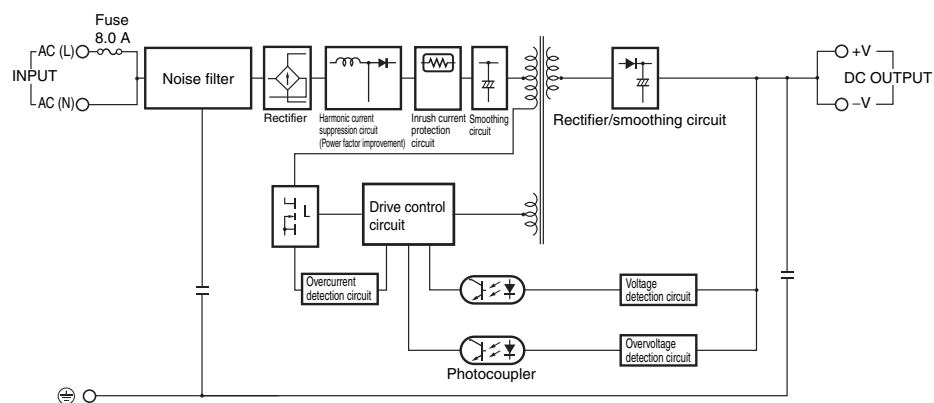 Fuse
8.0 A
AC (L)
INPUT
AC (N)
Noise filter
Rectifier
Harmonic current
suppression circuit
(Power factor improvement)
Inrush current
protection
circuit
Smoothing
circuit
Rectifier/smoothing circuit
+V
DC OUTPUT
−V
Drive control
circuit
Overcurrent
detection circuit
Voltage
detection circuit
Overvoltage
detection circuit
Photocoupler